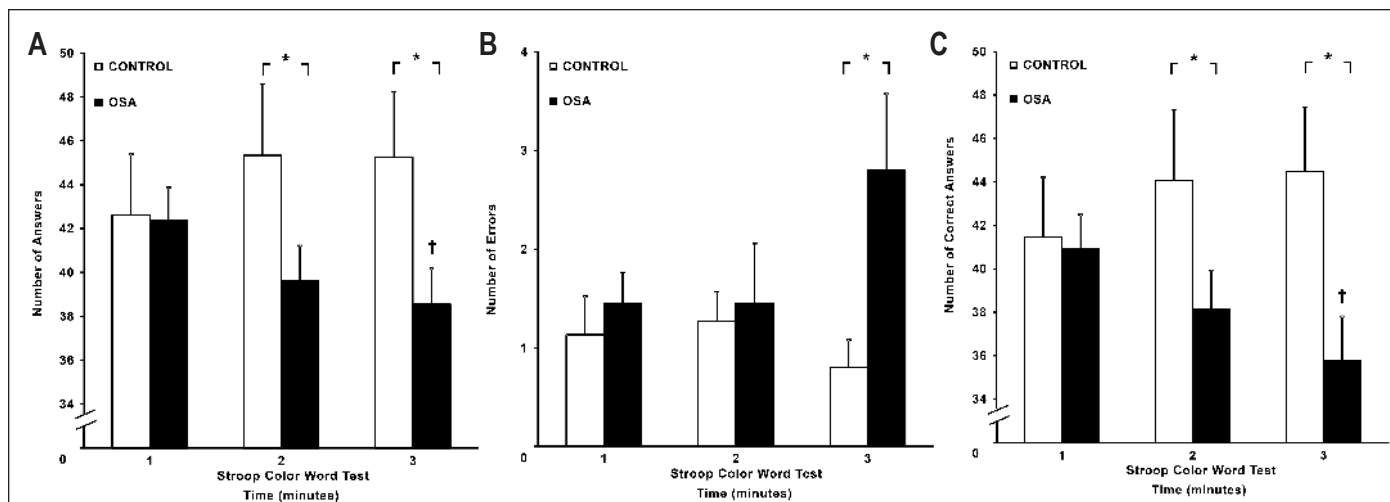 A
50
48
46
44
42
40
38
36
34
0
Number of Answers
CONTROL
OSA
*
*
†
1
2
3
Stroop Color Word Test
Time (minutes)
B
4
3
2
1
0
Number of Errors
CONTROL
OSA
*
1
2
3
Stroop Color Word Test
Time (minutes)
C
50
48
46
44
42
40
38
36
34
0
Number of Correct Answers
CONTROL
OSA
*
*
†
1
2
3
Stroop Color Word Test
Time (minutes)